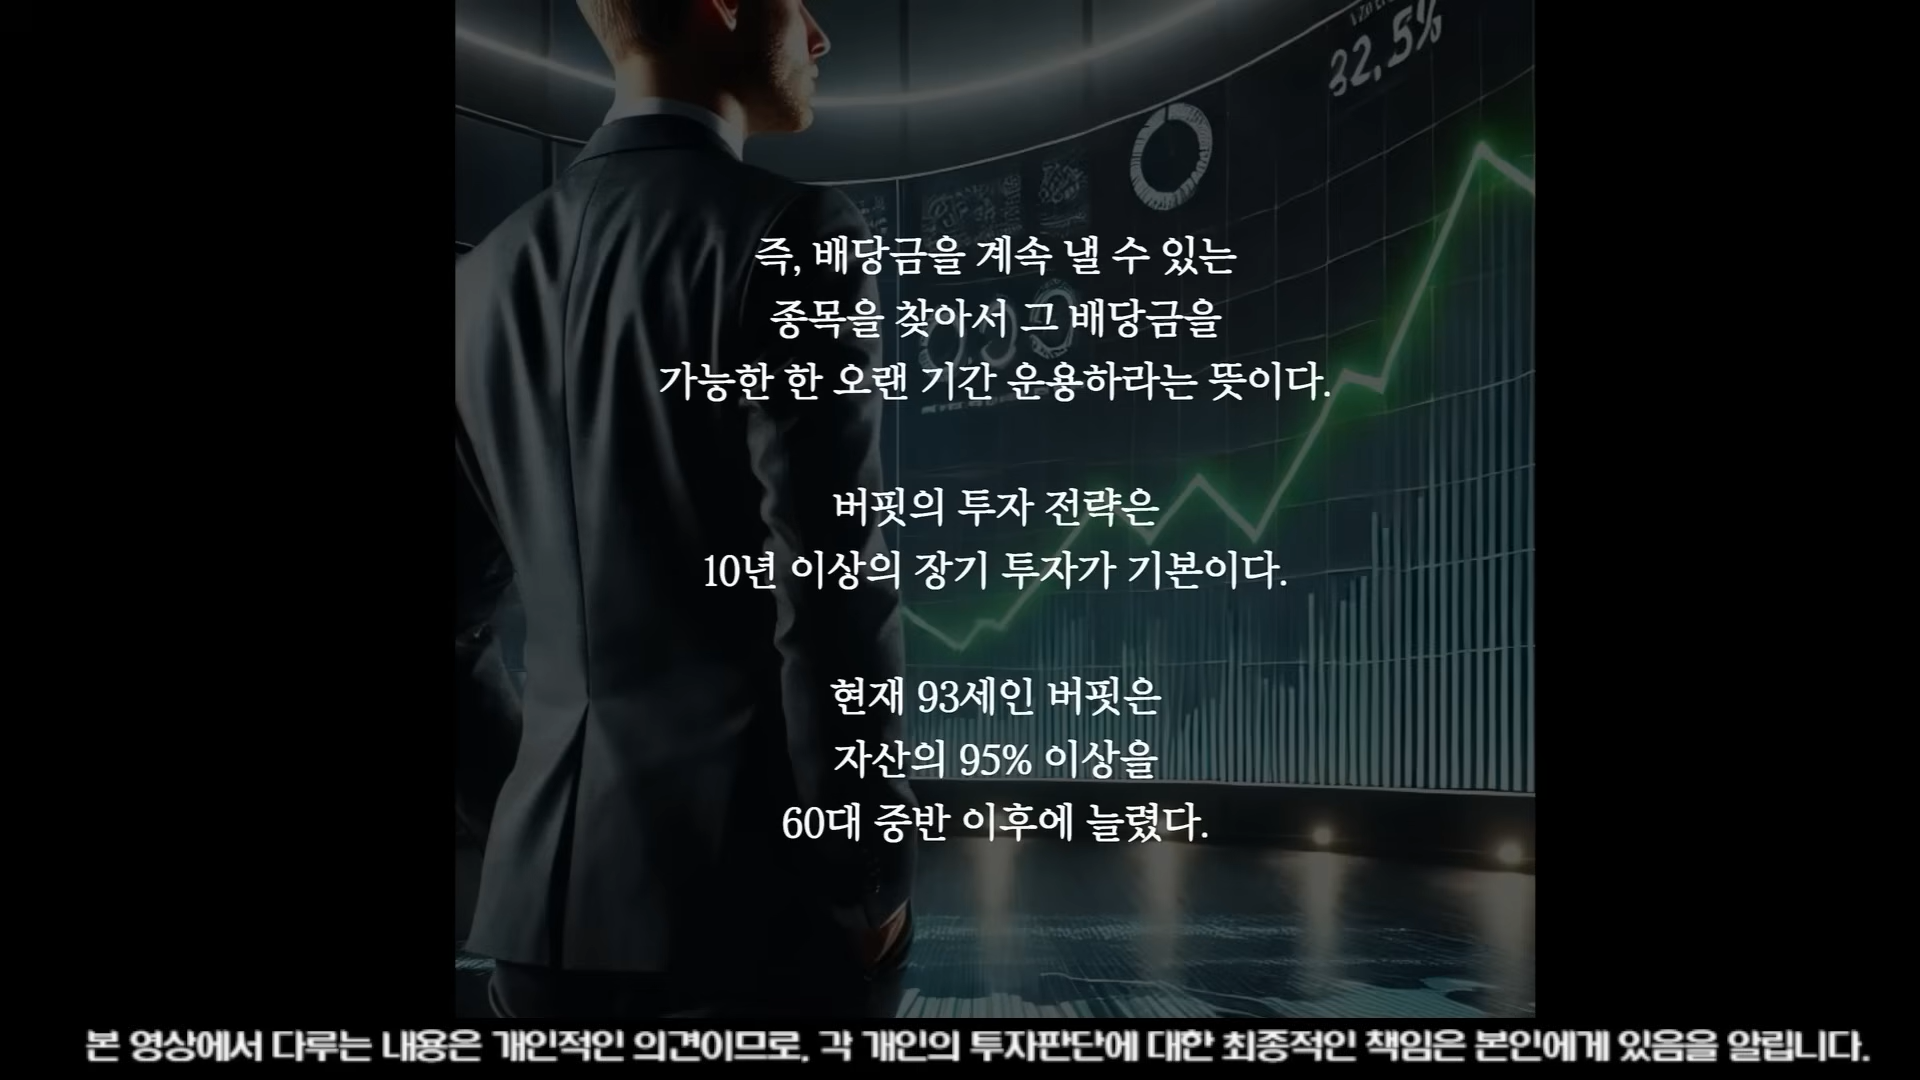 32.5%
즉, 배당금을 계속 낼 수 있는
종목을 찾아서 그 배당금을
가능한 한 오랜 기간 운용하라는 뜻이다.
버핏의 투자 전략은
10년 이상의 장기 투자가 기본이다.
현재 93세인 버핏은
자산의 95% 이상을
60대 중반 이후에 늘렸다.
본 영상에서 다루는 내용은 개인적인 의견이므로, 각 개인의 투자판단에 대한 최종적인 책임은 본인에게 있음을 알립니다.